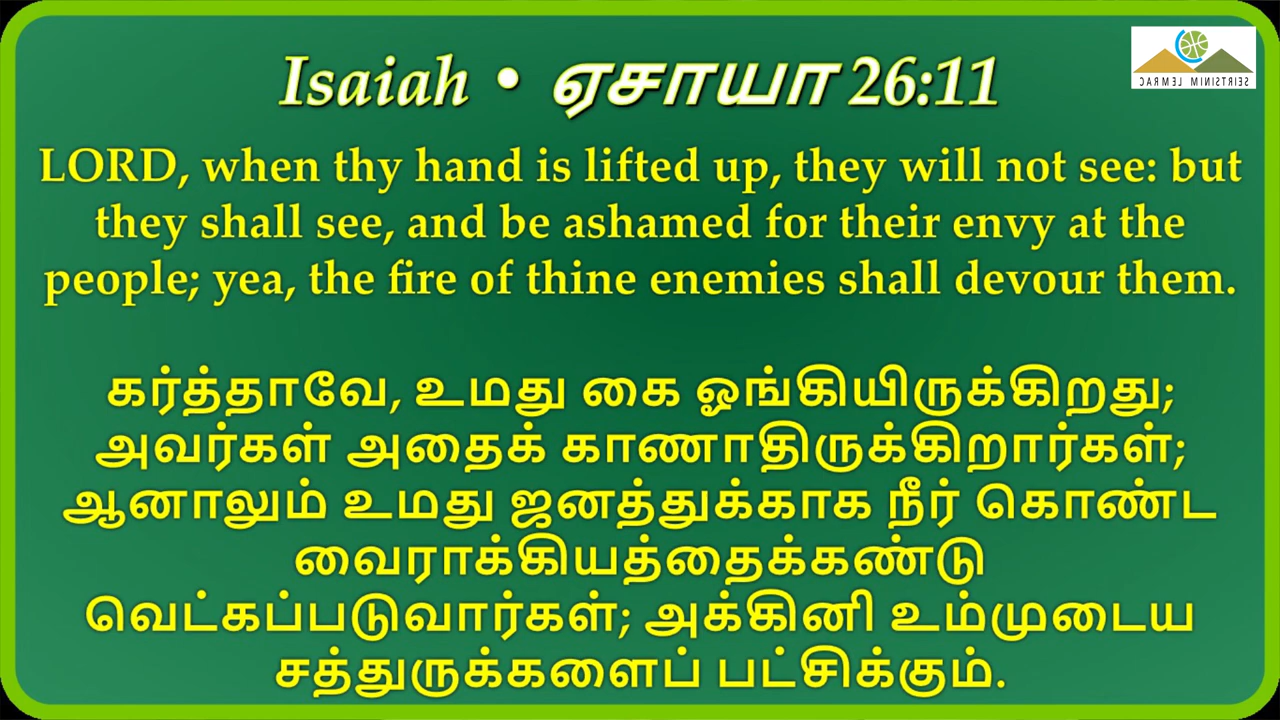 Isaiah • ஏசாயா 26:11
CARMEL MINISTRIES
LORD, when thy hand is lifted up, they will not see: but
they shall see, and be ashamed for their envy at the
people; yea, the fire of thine enemies shall devour them.
கர்த்தாவே, உமது கை ஓங்கியிருக்கிறது;
அவர்கள் அதைக் காணாதிருக்கிறார்கள்;
ஆனாலும் உமது ஜனத்துக்காக நீர் கொண்ட
வைராக்கியத்தைக்கண்டு
வெட்கப்படுவார்கள்; அக்கினி உம்முடைய
சத்துருக்களைப் பட்சிக்கும்.